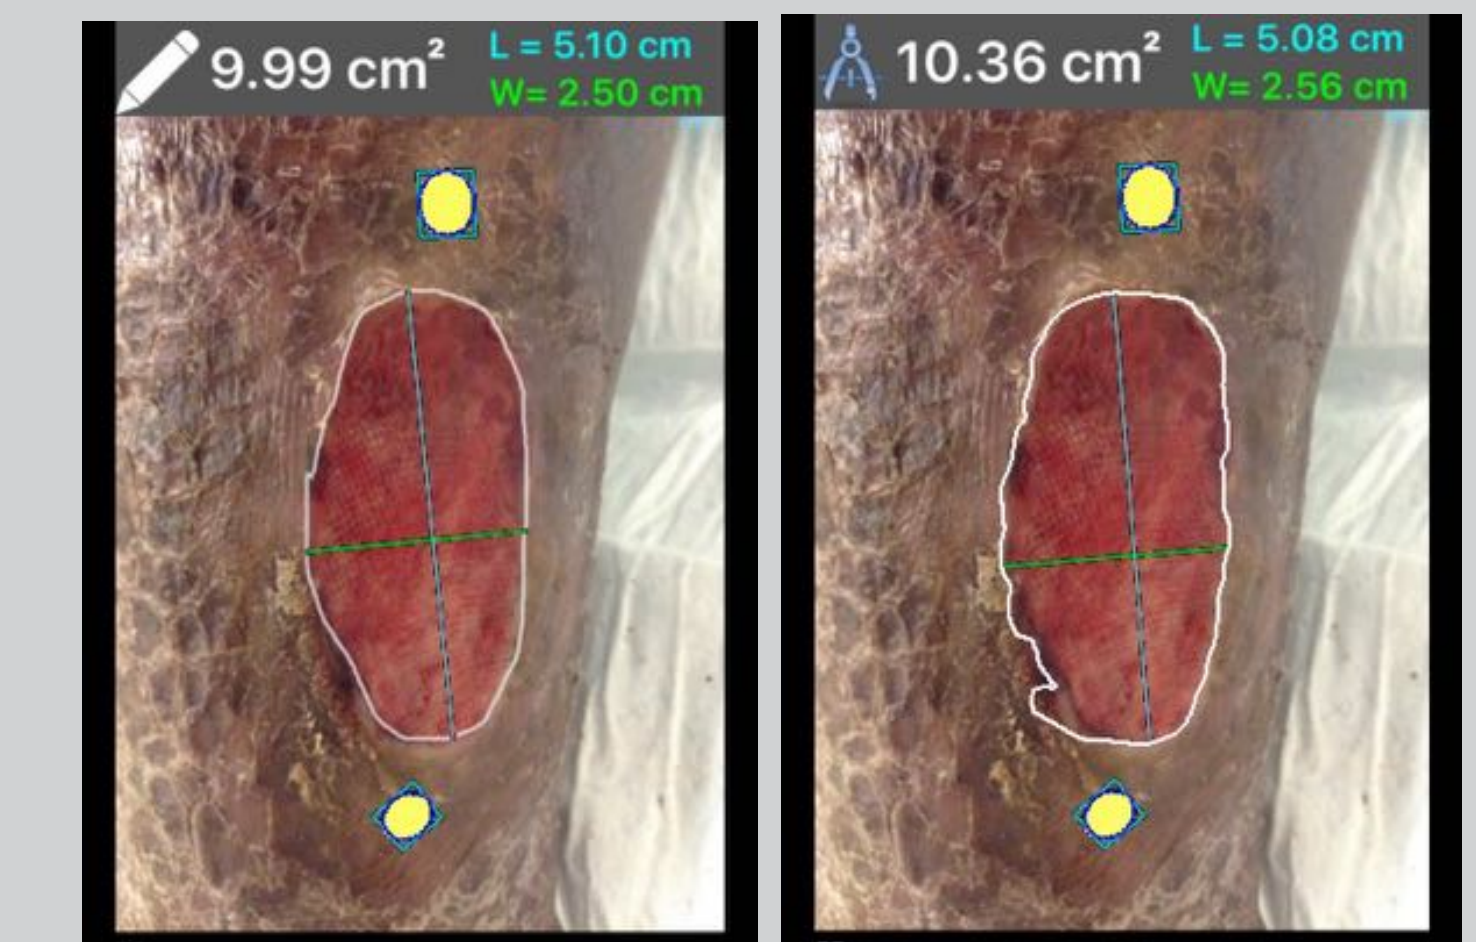 9.99 cm²
L = 5.10 cm
W= 2.50 cm
10.36 cm²
L = 5.08 cm
W= 2.56 cm